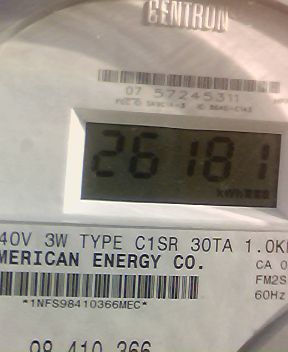 CENTRON
07 57245311
26181
40V 3W TYPE C1SR 30TA 1.0K
MERICAN ENERGY CO.
CA 0
FM2S
60Hz
*1NFS98410366MEC*
98 410 366